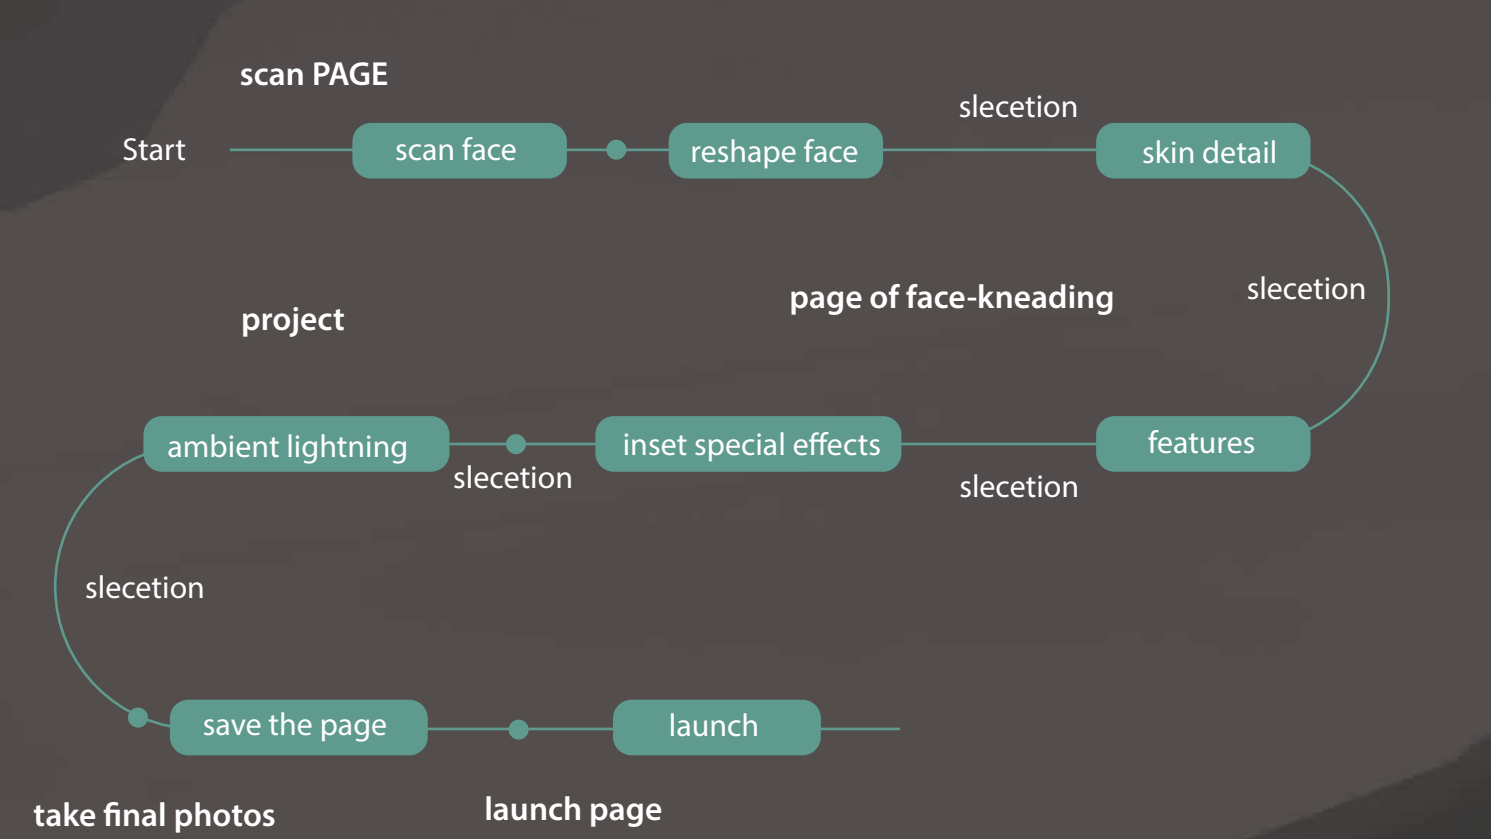 scan PAGE
slecetion
Start
scan face
reshape face
skin detail
page of face-kneading
slecetion
project
ambient lightning
inset special effects
features
slecetion
slecetion
slecetion
save the page
launch
take final photos
launch page